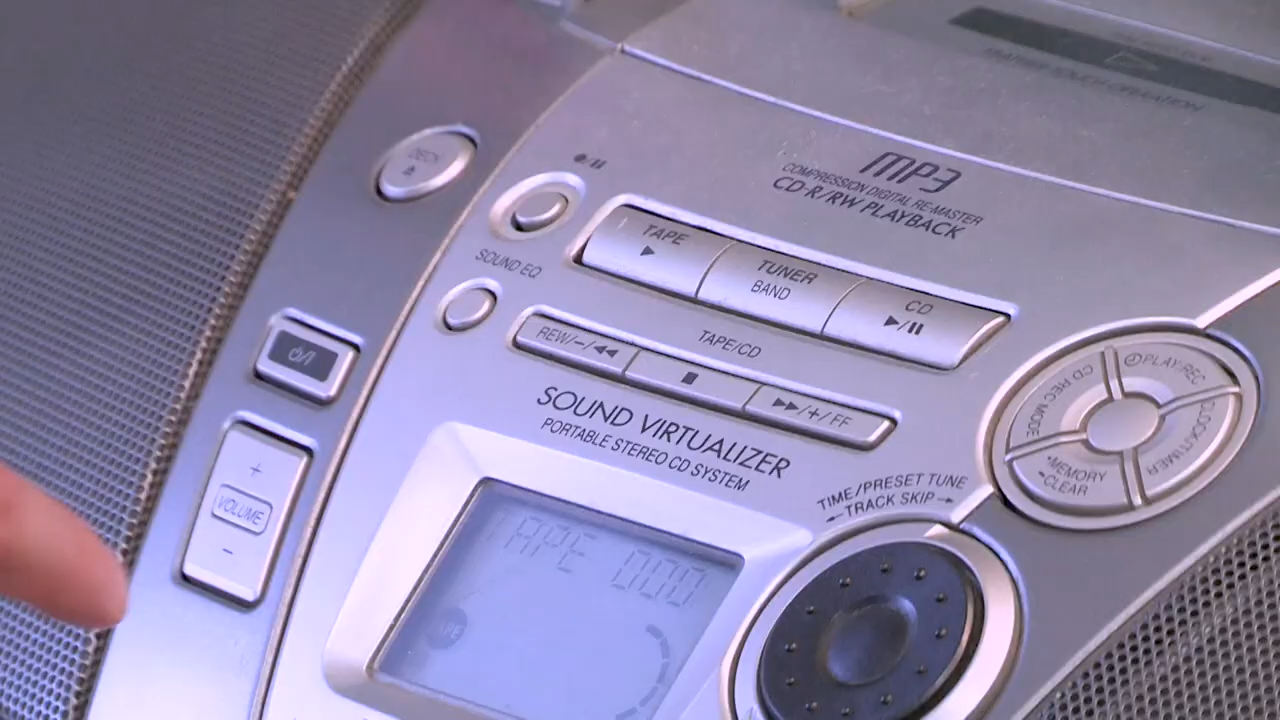 DECK
MP3
COMPRESSION DIGITAL RE-MASTER
CD-R/RW PLAYBACK
TAPE
TUNER
BAND
CD
SOUND EQ
TAPE/CD
REW/−/◀◀
▶▶/+/FF
SOUND VIRTUALIZER
PORTABLE STEREO CD SYSTEM
+
VOLUME
−
TIME/PRESET TUNE
TRACK SKIP
PLAY·REC
CD REC MODE
CLOCK/TIMER
•MEMORY
CLEAR
TAPE 000
TAPE